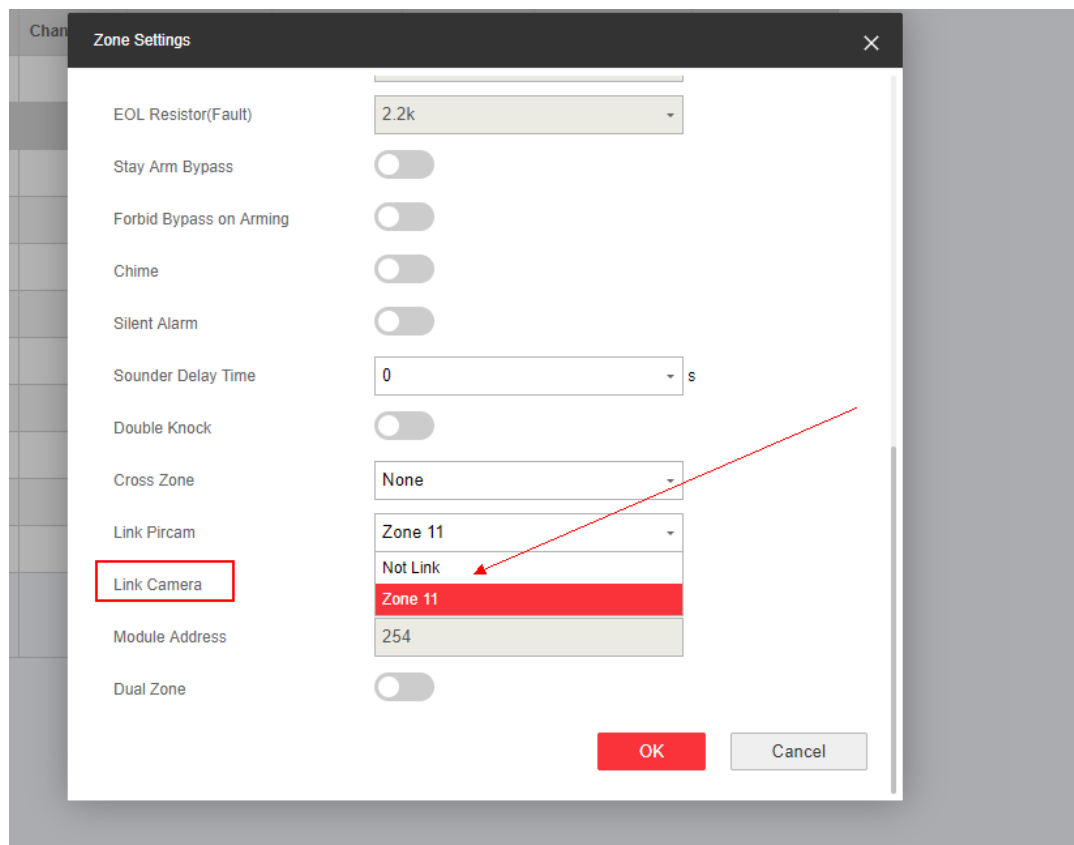 Chan
Zone Settings
EOL Resistor(Fault) 2.2k
Stay Arm Bypass
Forbid Bypass on Arming
Chime
Silent Alarm
Sounder Delay Time 0 s
Double Knock
Cross Zone None
Link Pircam Zone 11
Not Link
Link Camera
Zone 11
Module Address 254
Dual Zone
OK Cancel